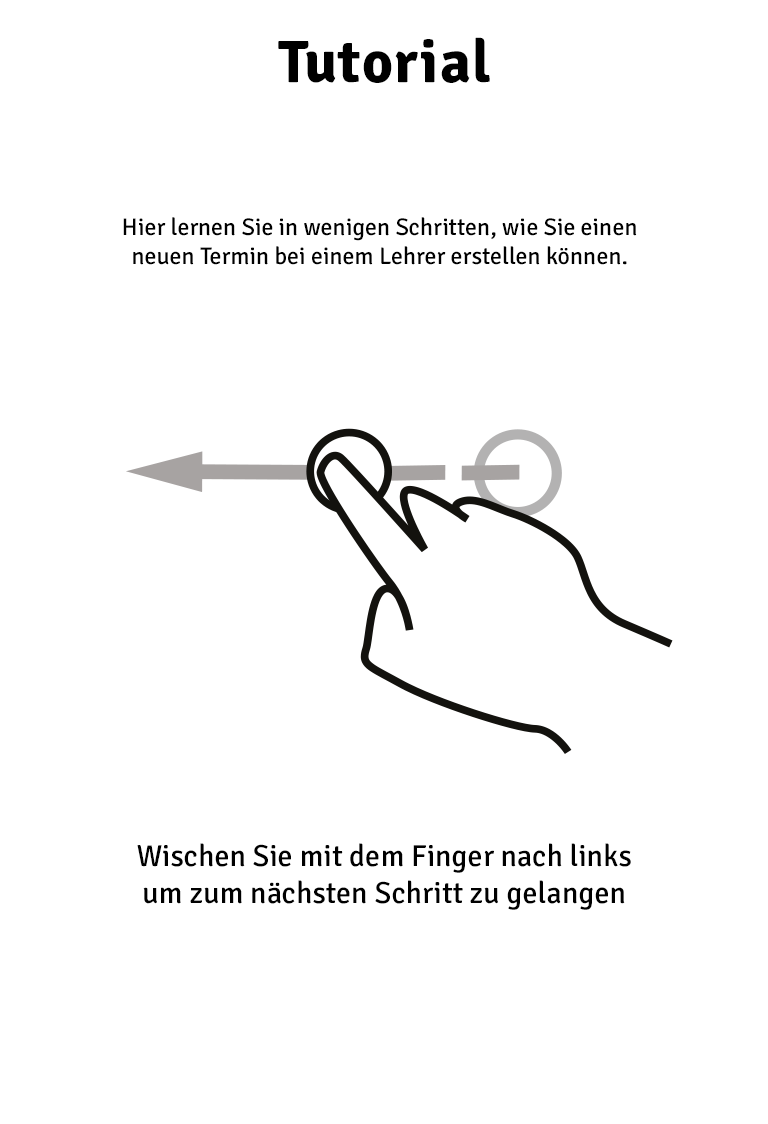 Tutorial
Hier lernen Sie in wenigen Schritten, wie Sie einen
neuen Termin bei einem Lehrer erstellen können.
Wischen Sie mit dem Finger nach links
um zum nächsten Schritt zu gelangen